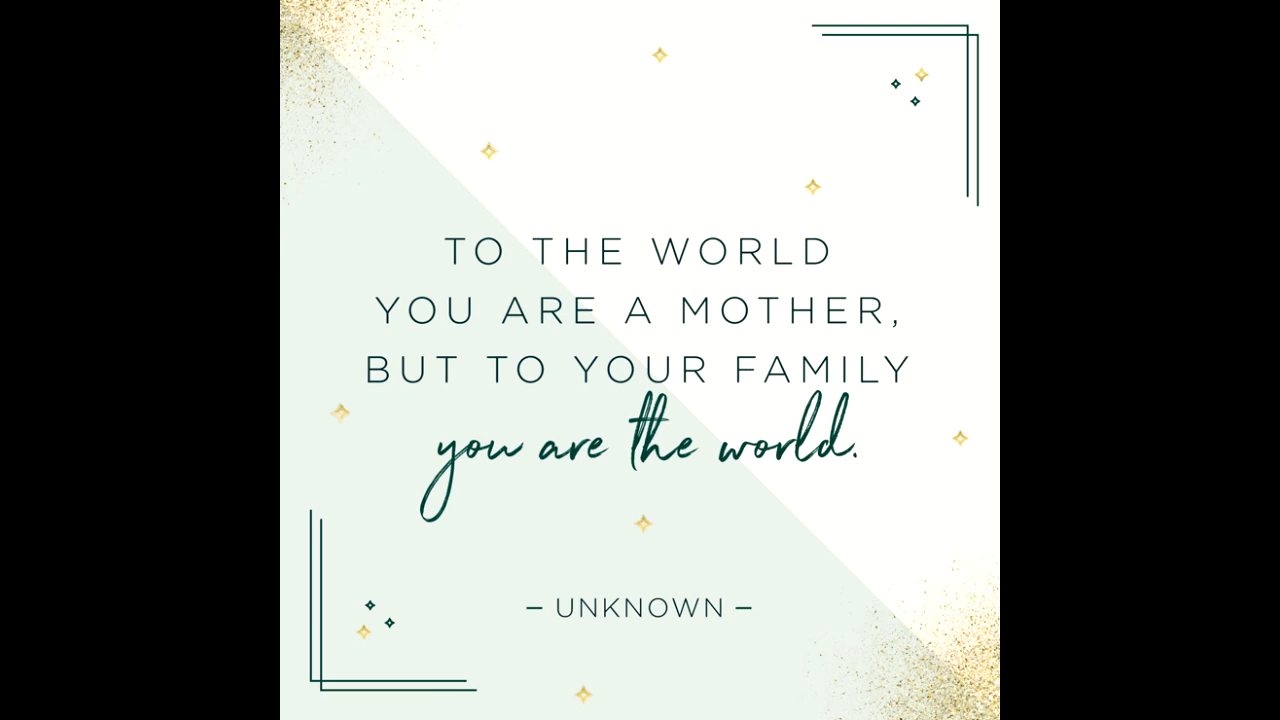 TO THE WORLD
YOU ARE A MOTHER,
BUT TO YOUR FAMILY
you are the world.
– UNKNOWN –